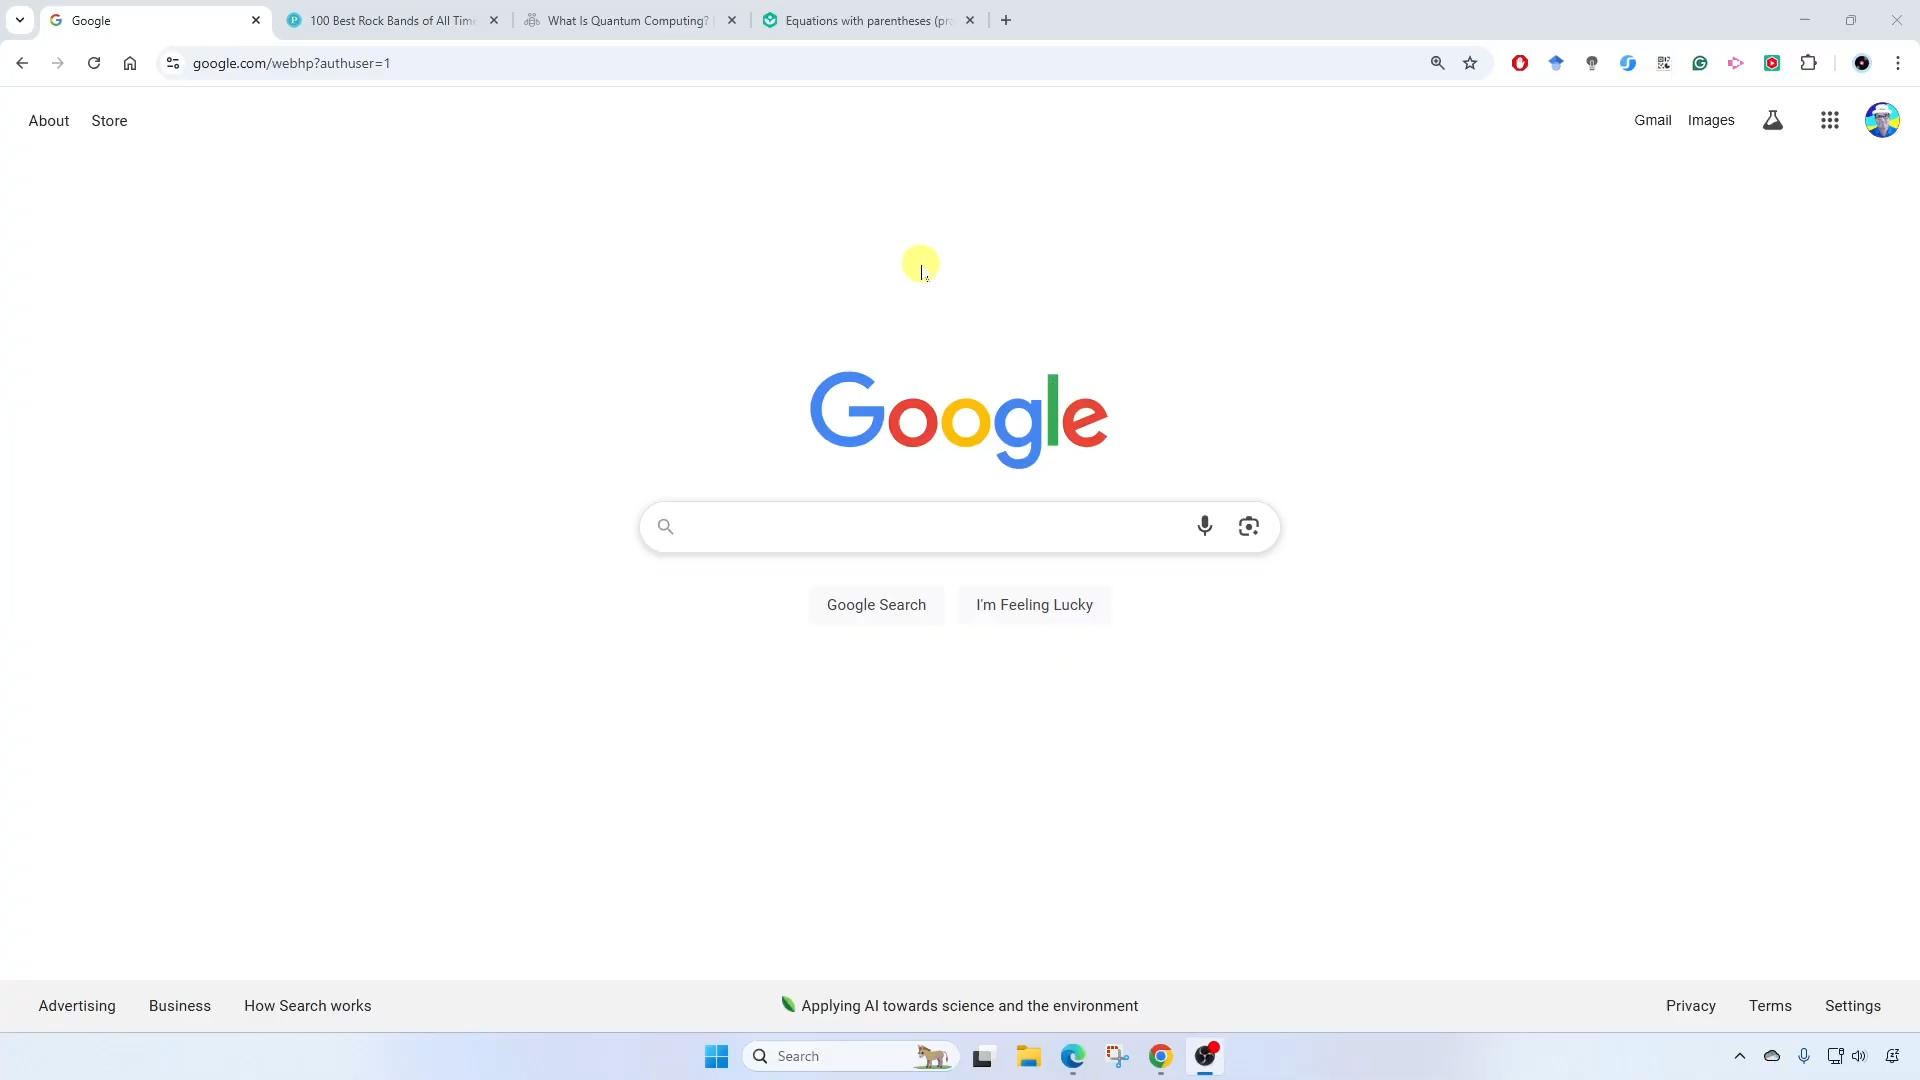 Google
100 Best Rock Bands of All Time
What Is Quantum Computing?
Equations with parentheses (pr
google.com/webhp?authuser=1
About
Store
Gmail
Images
Google
Google Search
I'm Feeling Lucky
Advertising
Business
How Search works
Applying AI towards science and the environment
Privacy
Terms
Settings
Search